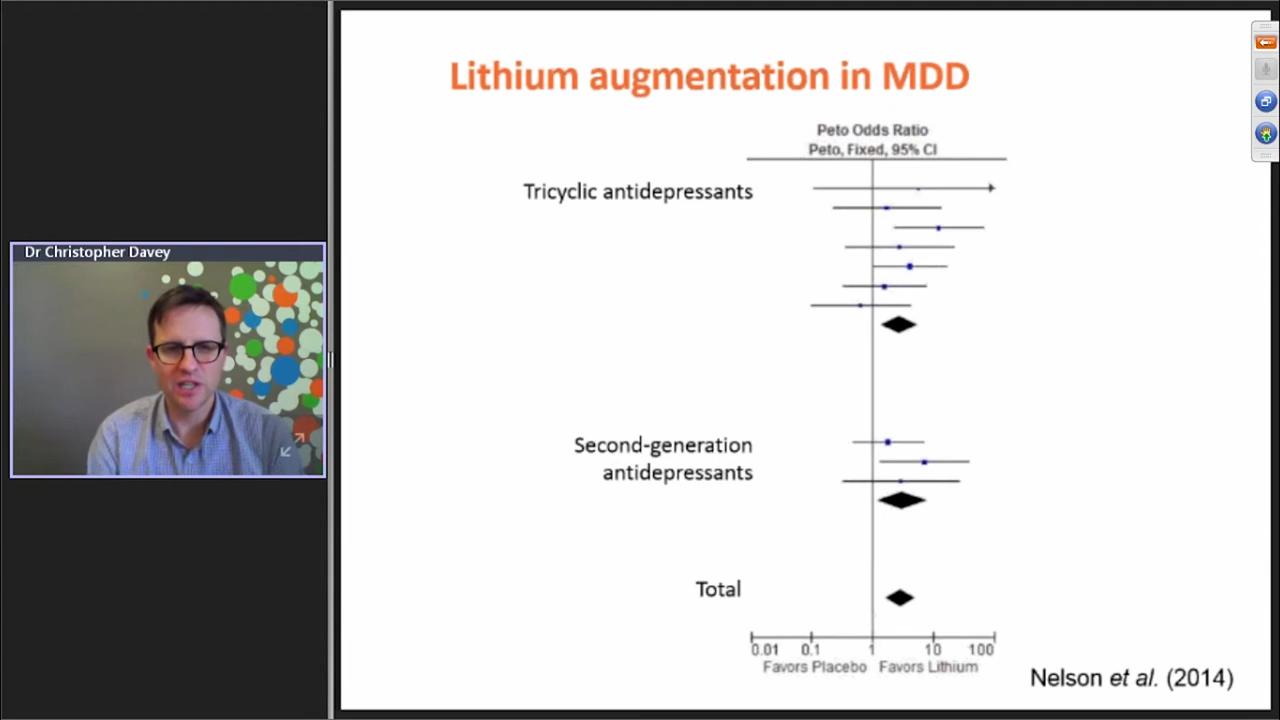 Lithium augmentation in MDD
Peto Odds Ratio
Peto, Fixed, 95% CI
Tricyclic antidepressants
Dr Christopher Davey
Second-generation
antidepressants
Total
0.01 0.1 1 10 100
Favors Placebo Favors Lithium
Nelson et al. (2014)